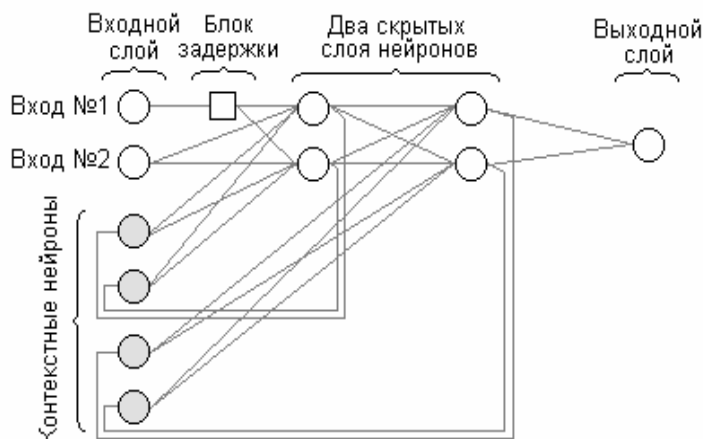 Входной
слой
Блок
задержки
Два скрытых
слоя нейронов
Выходной
слой
Вход №1
Вход №2
Контекстные нейроны